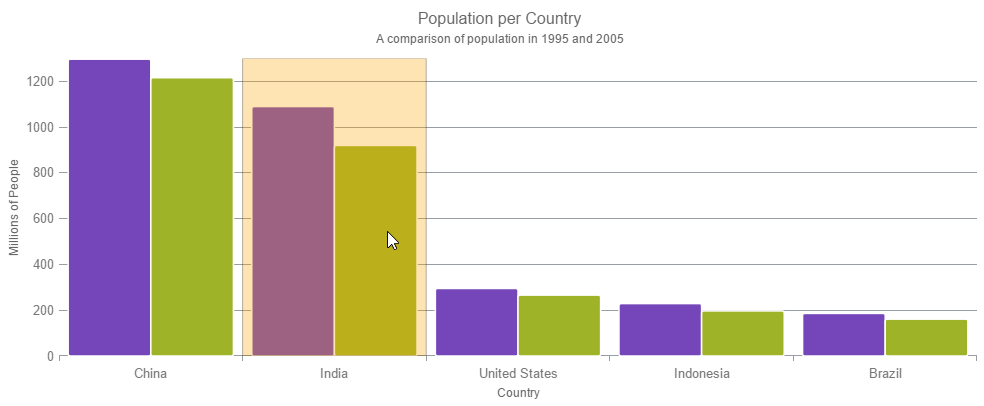 Population per Country
A comparison of population in 1995 and 2005
Millions of People
1200
1000
800
600
400
200
0
China India United States Indonesia Brazil
Country